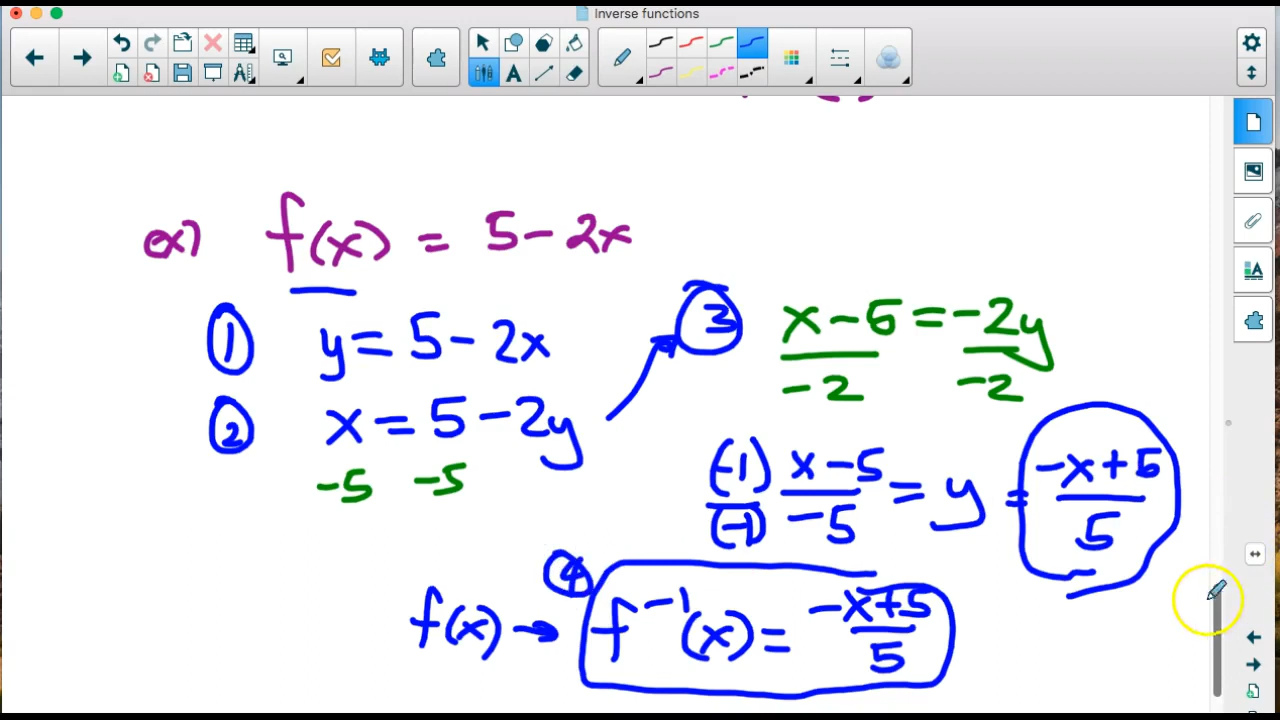 Inverse functions
ex) f(x) = 5 - 2x
① y = 5 - 2x
② x = 5 - 2y
-5 -5
③ x - 5 = -2y
-2 -2
(-1)/(-1) (x - 5)/(-5) = y = (-x + 5)/5
④ f(x) → f⁻¹(x) = (-x + 5)/5